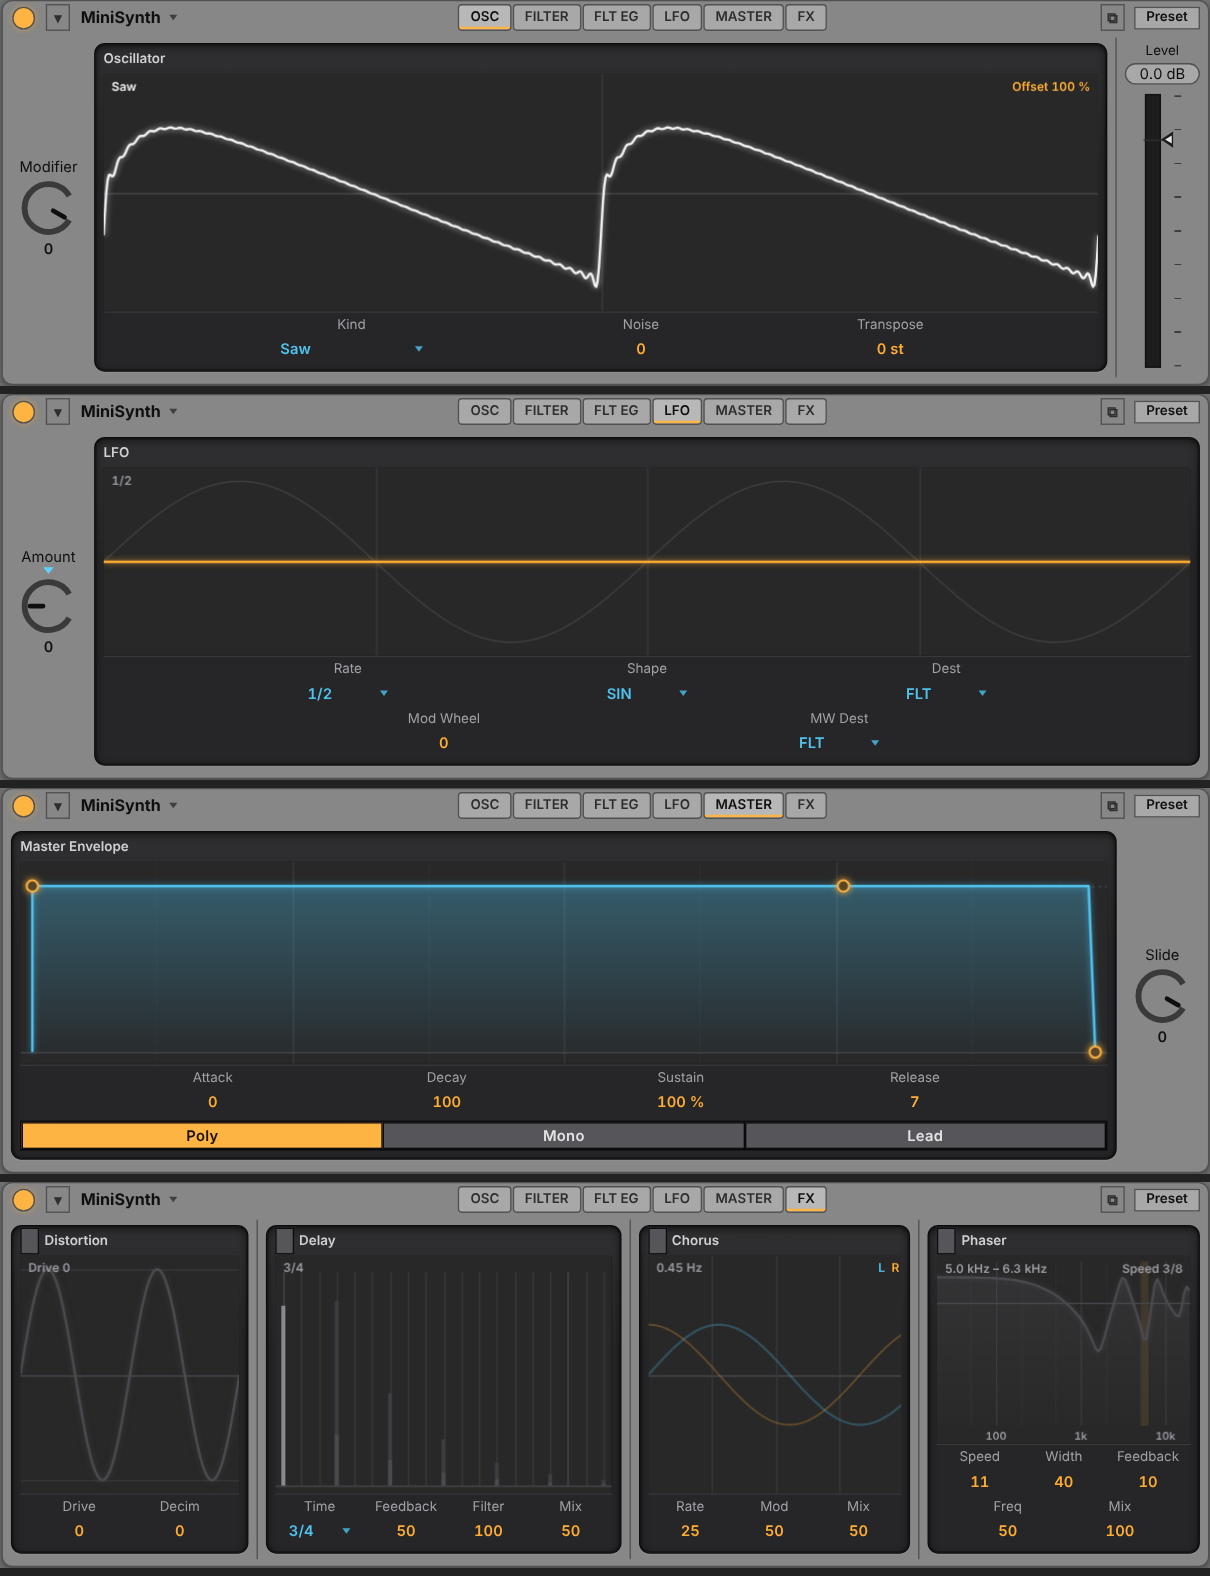 MiniSynth OSC FILTER FLT EG LFO MASTER FX Preset
Oscillator
Level
0.0 dB
Saw Offset 100 %
Modifier
0
Kind Noise Transpose
Saw 0 0 st
MiniSynth OSC FILTER FLT EG LFO MASTER FX Preset
LFO
1/2
Amount
0
Rate Shape Dest
1/2 SIN FLT
Mod Wheel MW Dest
0 FLT
MiniSynth OSC FILTER FLT EG LFO MASTER FX Preset
Master Envelope
Slide
0
Attack Decay Sustain Release
0 100 100 % 7
Poly Mono Lead
MiniSynth OSC FILTER FLT EG LFO MASTER FX Preset
Distortion
Drive 0
Drive Decim
0 0
Delay
3/4
Time Feedback Filter Mix
3/4 50 100 50
Chorus
0.45 Hz L R
Rate Mod Mix
25 50 50
Phaser
5.0 kHz – 6.3 kHz Speed 3/8
100 1k 10k
Speed Width Feedback
11 40 10
Freq Mix
50 100